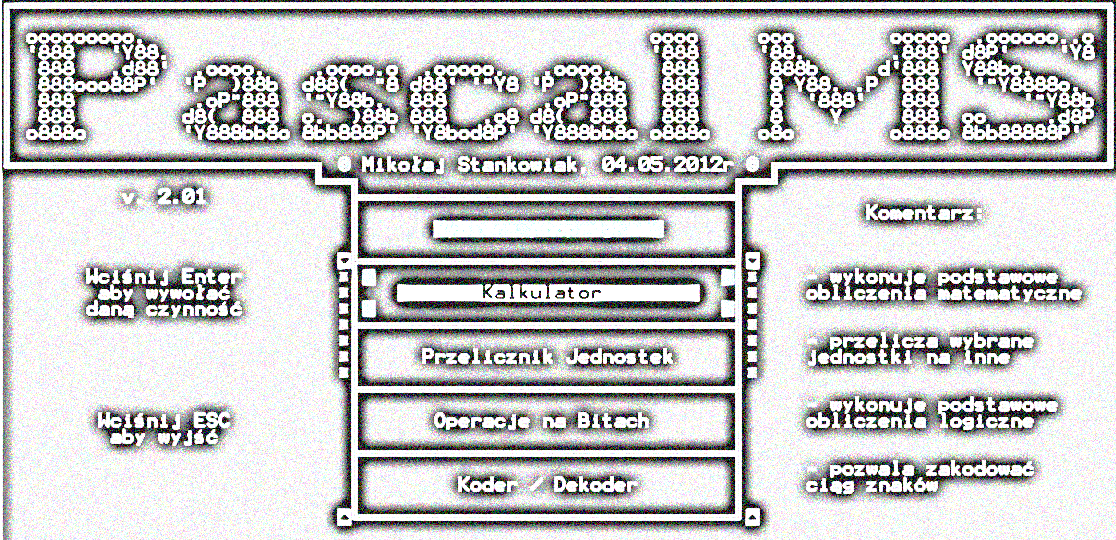 Pascal MS
Mikołaj Stankowiak, 04.05.2012r
v 2.01
Wciśnij Enter
aby wywołać
daną czynność
Wciśnij ESC
aby wyjść
Kalkulator
Przelicznik Jednostek
Operacje na Bitach
Koder / Dekoder
Komentarz:
- wykonuje podstawowe
obliczenia matematyczne
- przelicza wybrane
jednostki na inne
- wykonuje podstawowe
obliczenia logiczne
- pozwala zakodować
ciąg znaków